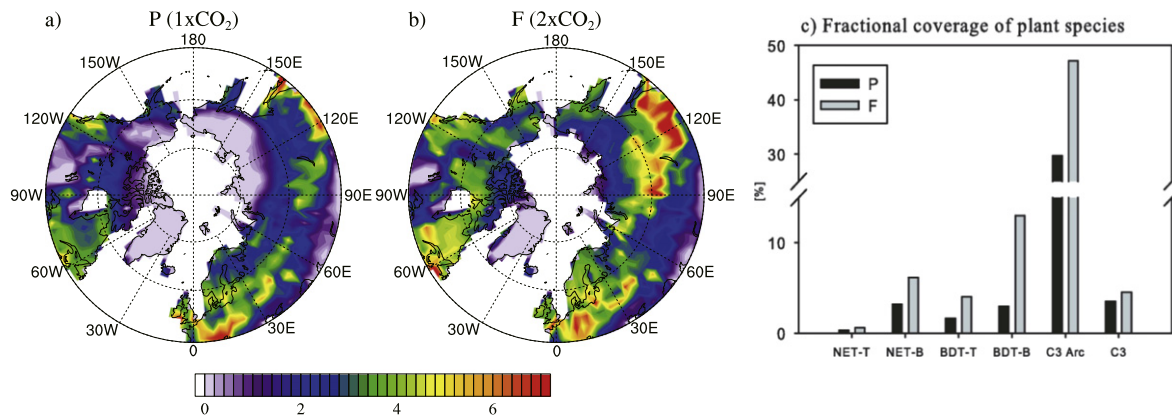 a) P (1xCO₂)
180
150W 150E
120W 120E
90W 90E
60W 60E
30W 30E
0
b) F (2xCO₂)
180
150W 150E
120W 120E
90W 90E
60W 60E
30W 30E
0
0 2 4 6
c) Fractional coverage of plant species
P
F
[%]
50
40
30
10
0
NET-T NET-B BDT-T BDT-B C3 Arc C3